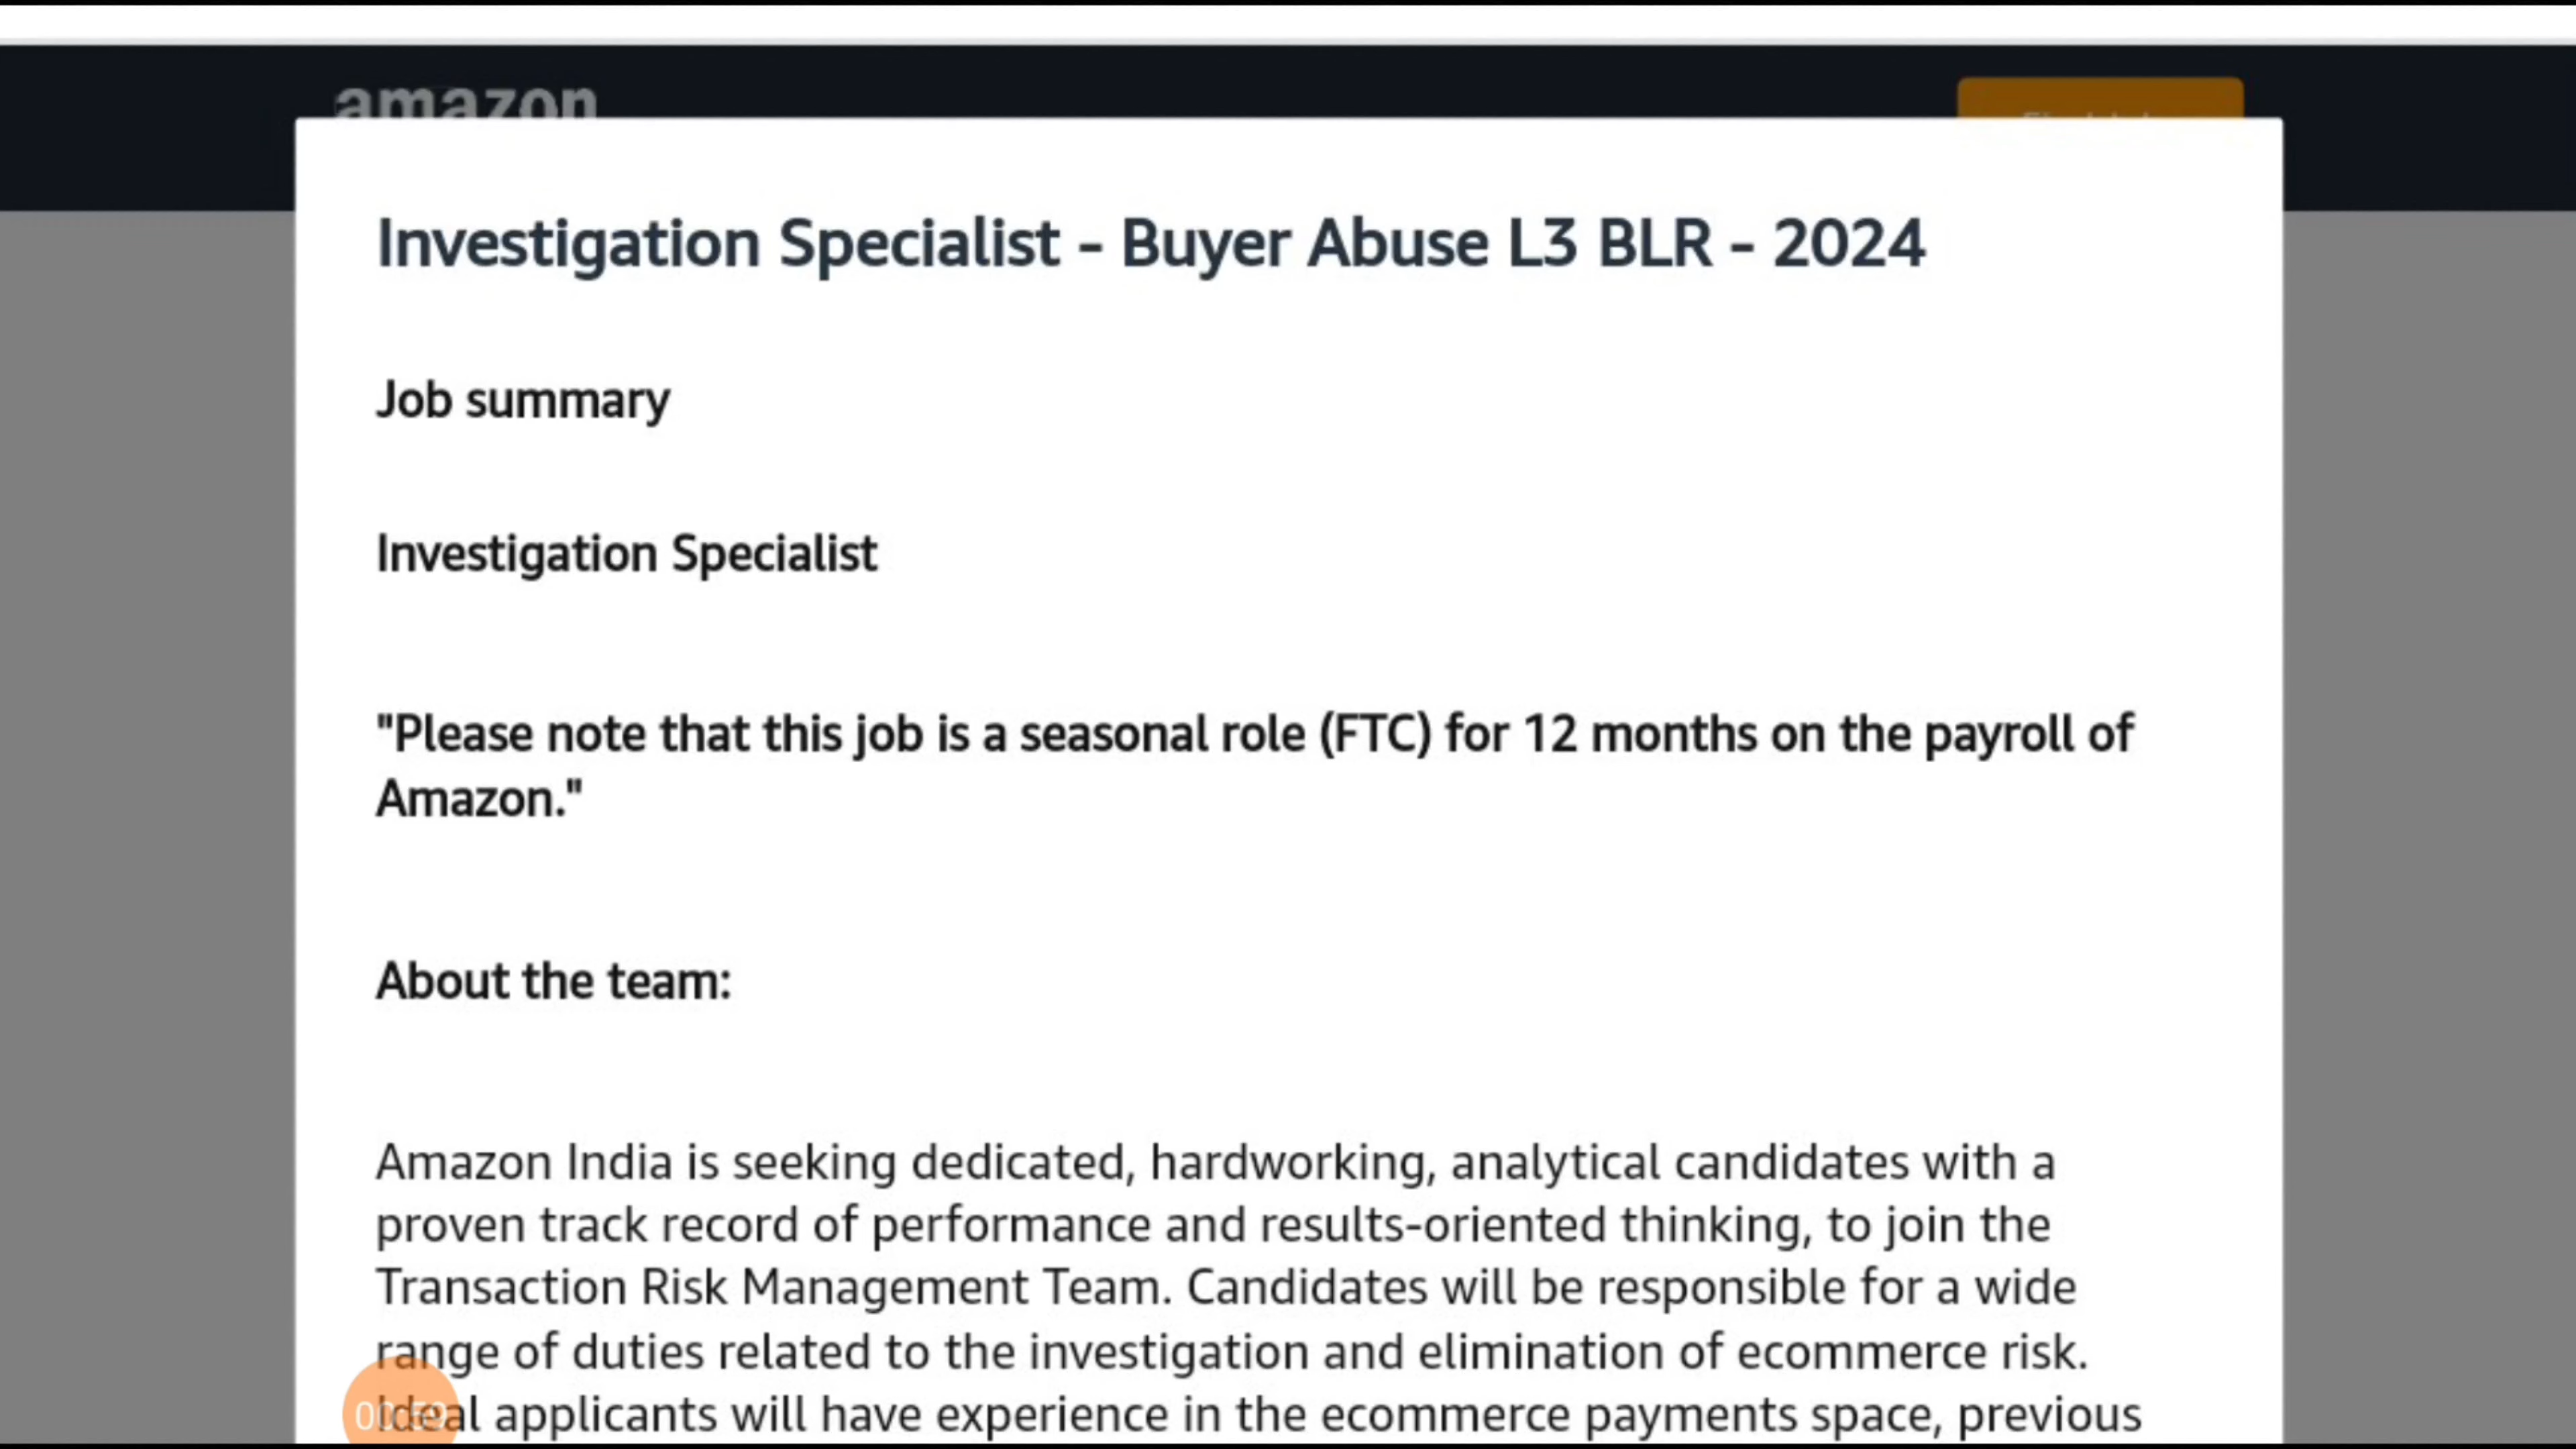 amazon
Investigation Specialist - Buyer Abuse L3 BLR - 2024
Job summary
Investigation Specialist
"Please note that this job is a seasonal role (FTC) for 12 months on the payroll of
Amazon."
About the team:
Amazon India is seeking dedicated, hardworking, analytical candidates with a
proven track record of performance and results-oriented thinking, to join the
Transaction Risk Management Team. Candidates will be responsible for a wide
range of duties related to the investigation and elimination of ecommerce risk.
Ideal applicants will have experience in the ecommerce payments space, previous
00:59